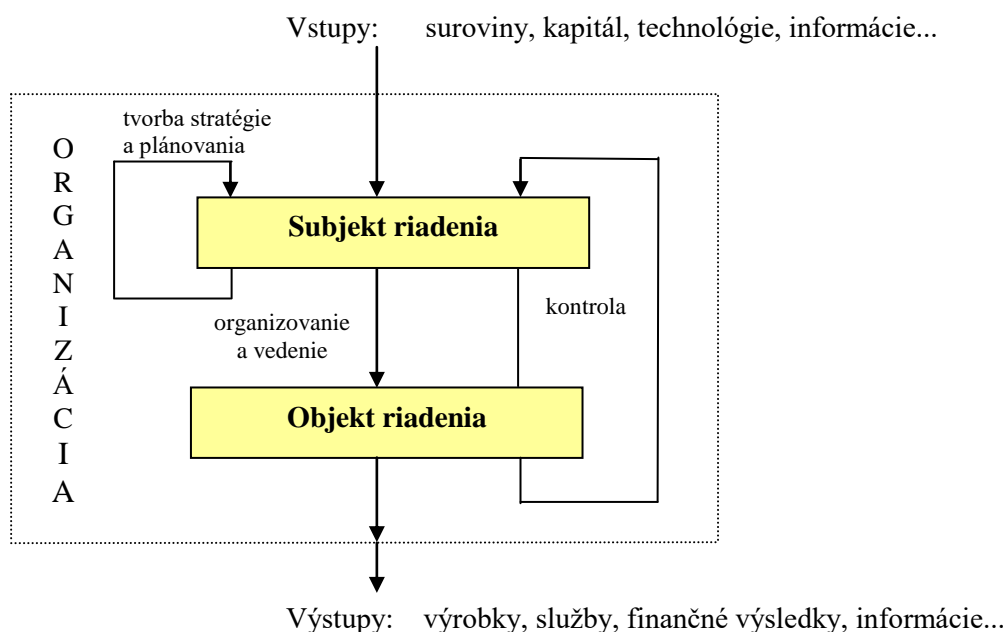 Vstupy: suroviny, kapitál, technológie, informácie...
tvorba stratégie
a plánovania
ORGANIZÁCIA
Subjekt riadenia
organizovanie
a vedenie
kontrola
Objekt riadenia
Výstupy: výrobky, služby, finančné výsledky, informácie...